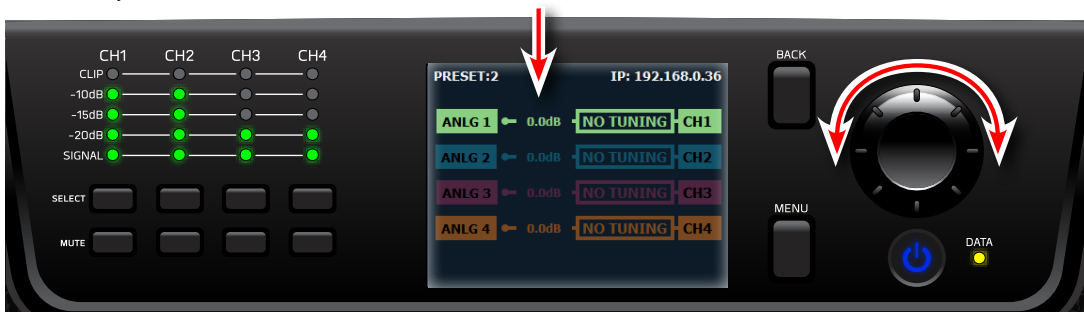 CH1 CH2 CH3 CH4
CLIP
-10dB
-15dB
-20dB
SIGNAL
SELECT
MUTE
PRESET:2 IP: 192.168.0.36
ANLG 1 0.0dB NO TUNING CH1
ANLG 2 0.0dB NO TUNING CH2
ANLG 3 0.0dB NO TUNING CH3
ANLG 4 0.0dB NO TUNING CH4
BACK
MENU
DATA